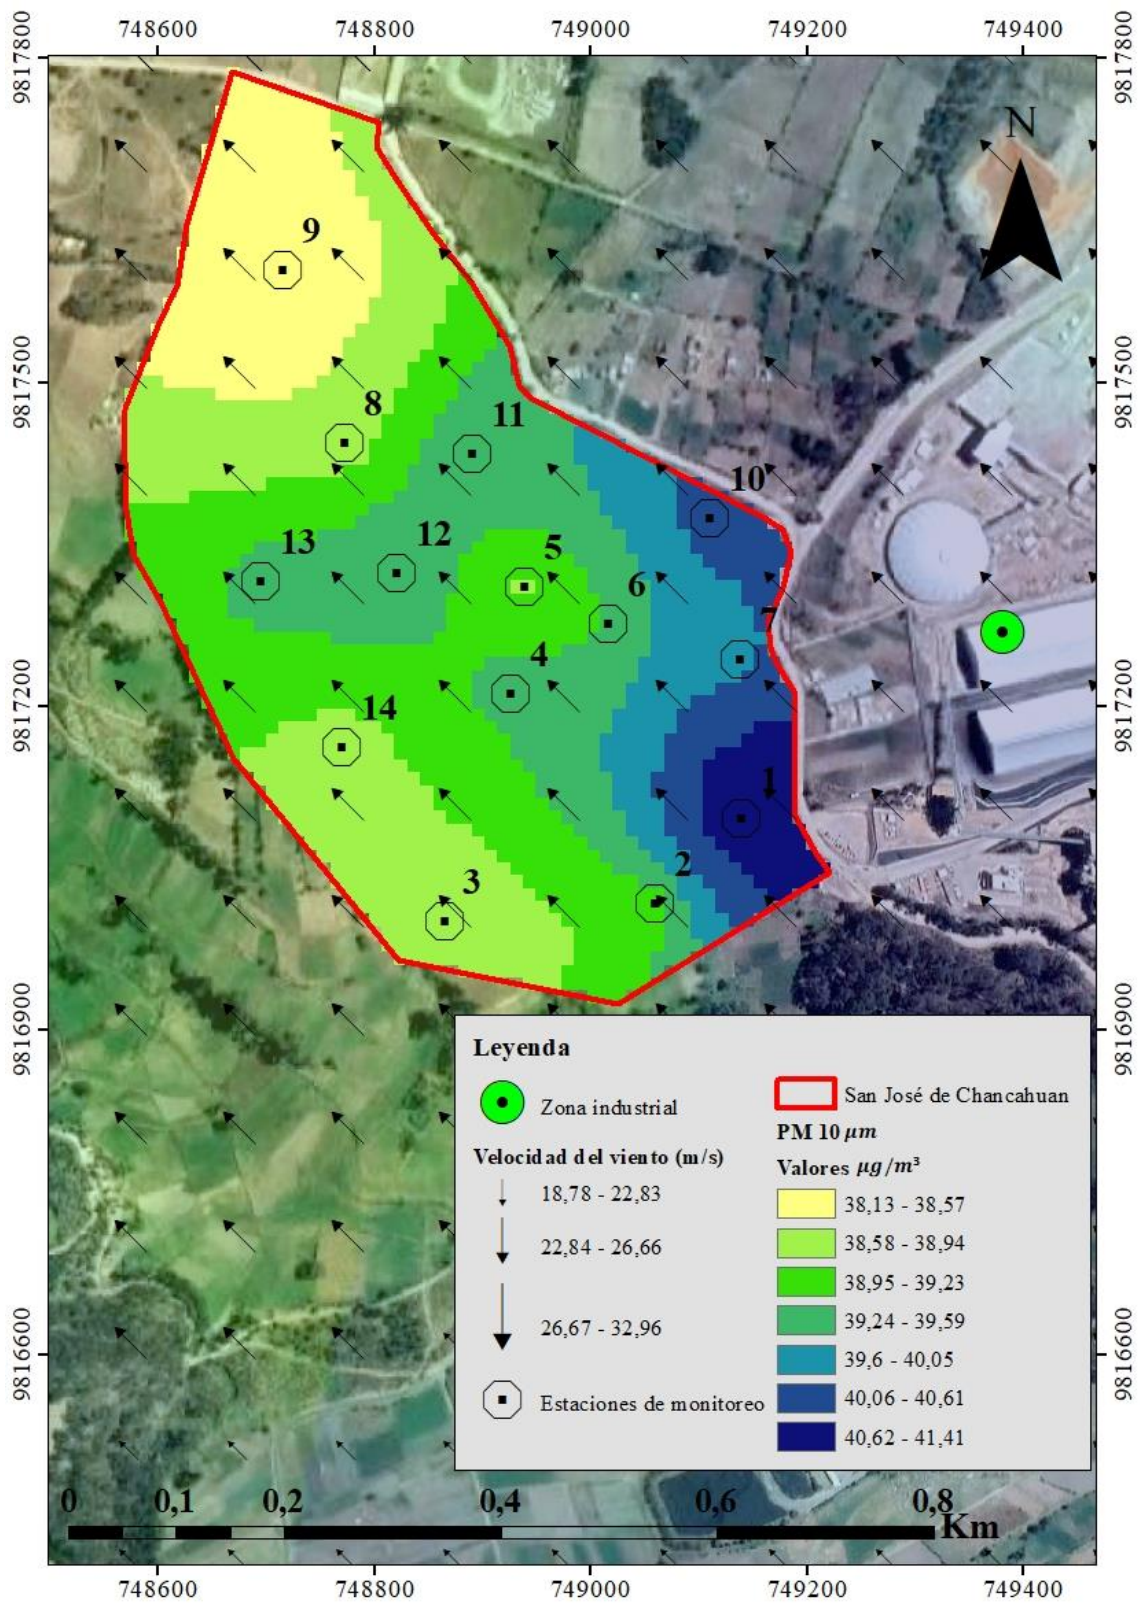 748600 748800 749000 749200 749400
9817800 9817800
N
9
9817500 9817500
8 11
10
13 12 5
6
7
4
9817200 9817200
14
1
2
3
9816900 9816900
Leyenda
Zona industrial
Velocidad del viento (m/s)
18,78 - 22,83
22,84 - 26,66
26,67 - 32,96
Estaciones de monitoreo
San José de Chancahuan
PM 10 μm
Valores μg/m³
38,13 - 38,57
38,58 - 38,94
38,95 - 39,23
39,24 - 39,59
39,6 - 40,05
40,06 - 40,61
40,62 - 41,41
9816600 9816600
0 0,1 0,2 0,4 0,6 0,8
Km
748600 748800 749000 749200 749400